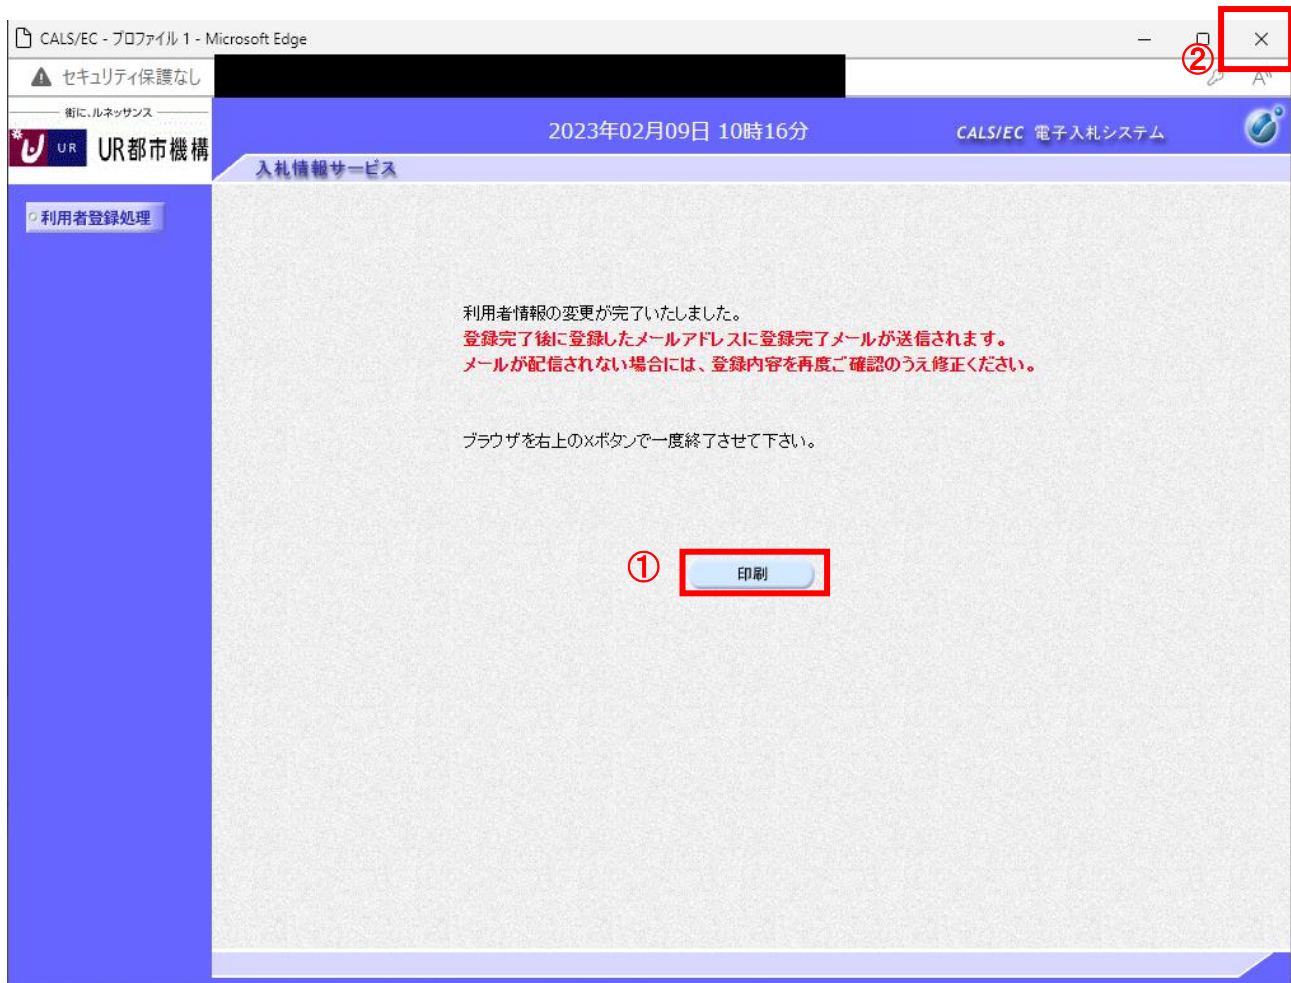 CALS/EC - プロファイル 1 - Microsoft Edge
②
セキュリティ保護なし
街に、ルネッサンス
UR UR都市機構
2023年02月09日 10時16分
CALS/EC 電子入札システム
入札情報サービス
利用者登録処理
利用者情報の変更が完了いたしました。
登録完了後に登録したメールアドレスに登録完了メールが送信されます。
メールが配信されない場合には、登録内容を再度ご確認のうえ修正ください。
ブラウザを右上の×ボタンで一度終了させて下さい。
① 印刷